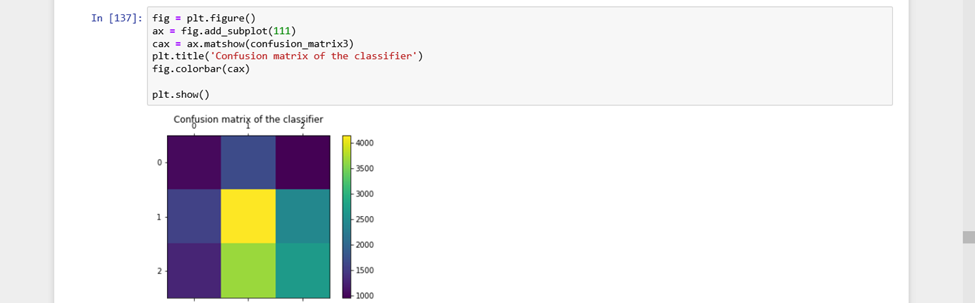 In [137]: fig = plt.figure()
ax = fig.add_subplot(111)
cax = ax.matshow(confusion_matrix3)
plt.title('Confusion matrix of the classifier')
fig.colorbar(cax)
plt.show()
Confusion matrix of the classifier
0 1 2
0
1
2
4000
3500
3000
2500
2000
1500
1000